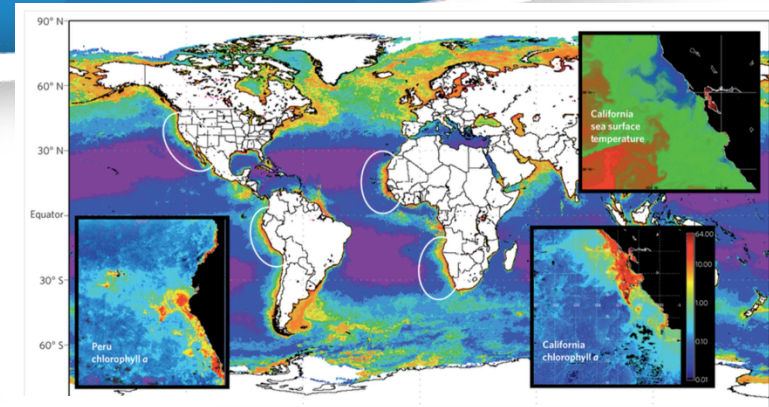 90° N
60° N
30° N
Equator
30° S
60° S
California
sea surface
temperature
Peru
chlorophyll a
California
chlorophyll a
64.00
10.00
1.00
0.10
0.01